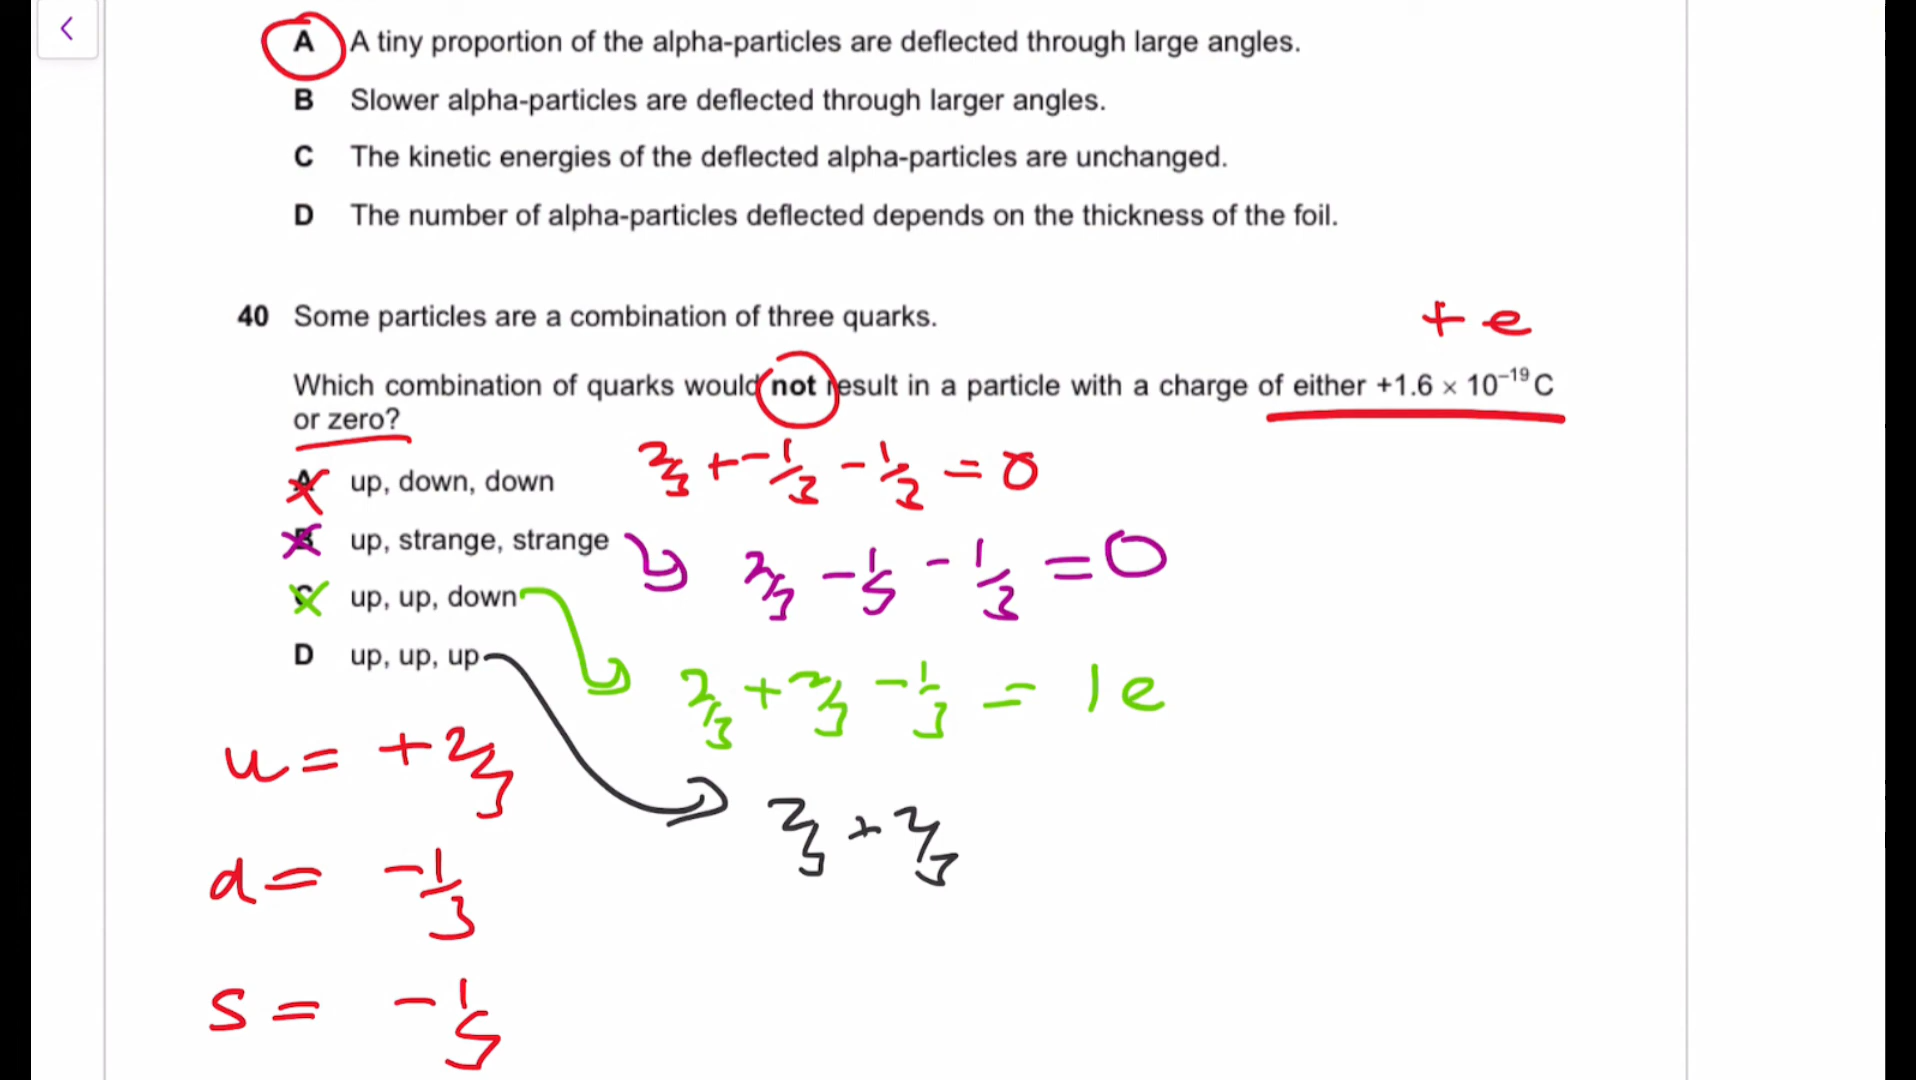 A A tiny proportion of the alpha-particles are deflected through large angles.
B Slower alpha-particles are deflected through larger angles.
C The kinetic energies of the deflected alpha-particles are unchanged.
D The number of alpha-particles deflected depends on the thickness of the foil.
40 Some particles are a combination of three quarks.
+ e
Which combination of quarks would not result in a particle with a charge of either +1.6 × 10⁻¹⁹ C
or zero?
A up, down, down
2/3 + -1/3 - 1/3 = 0
B up, strange, strange
2/3 - 1/3 - 1/3 = 0
C up, up, down
2/3 + 2/3 - 1/3 = 1e
D up, up, up
2/3 + 2/3
u = + 2/3
d = - 1/3
s = - 1/3